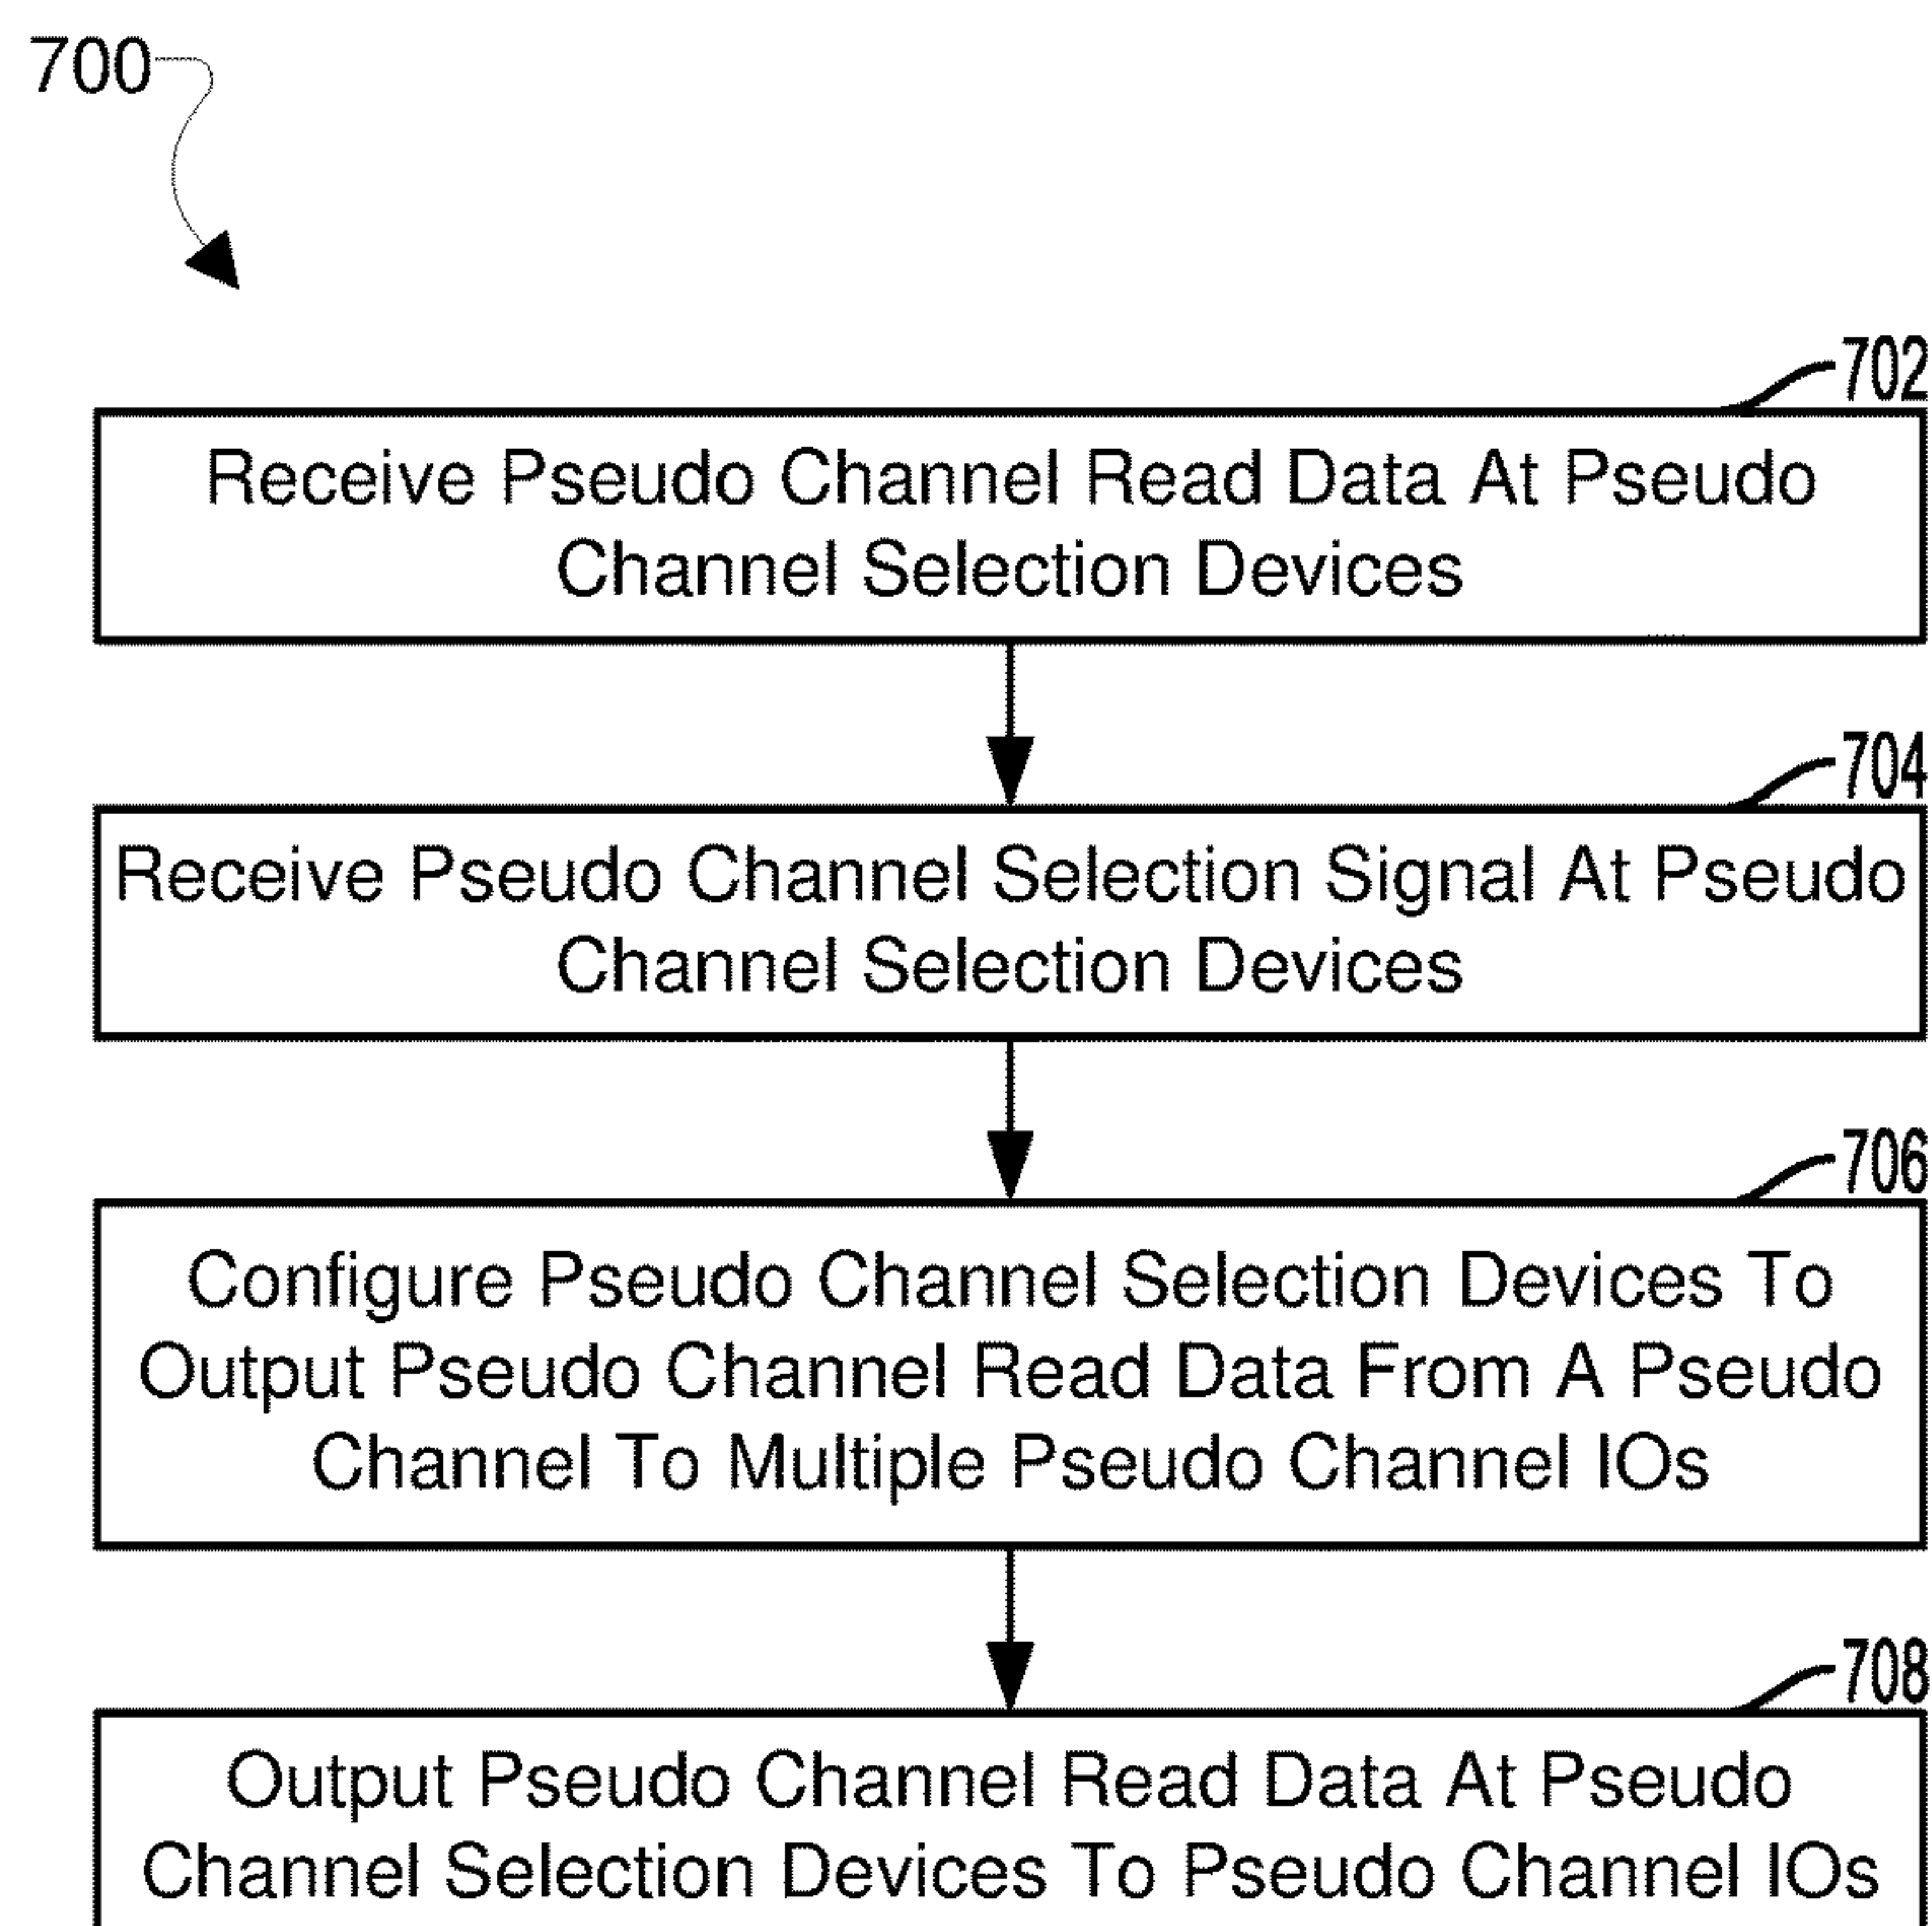 700
702
Receive Pseudo Channel Read Data At Pseudo
Channel Selection Devices
704
Receive Pseudo Channel Selection Signal At Pseudo
Channel Selection Devices
706
Configure Pseudo Channel Selection Devices To
Output Pseudo Channel Read Data From A Pseudo
Channel To Multiple Pseudo Channel IOs
708
Output Pseudo Channel Read Data At Pseudo
Channel Selection Devices To Pseudo Channel IOs